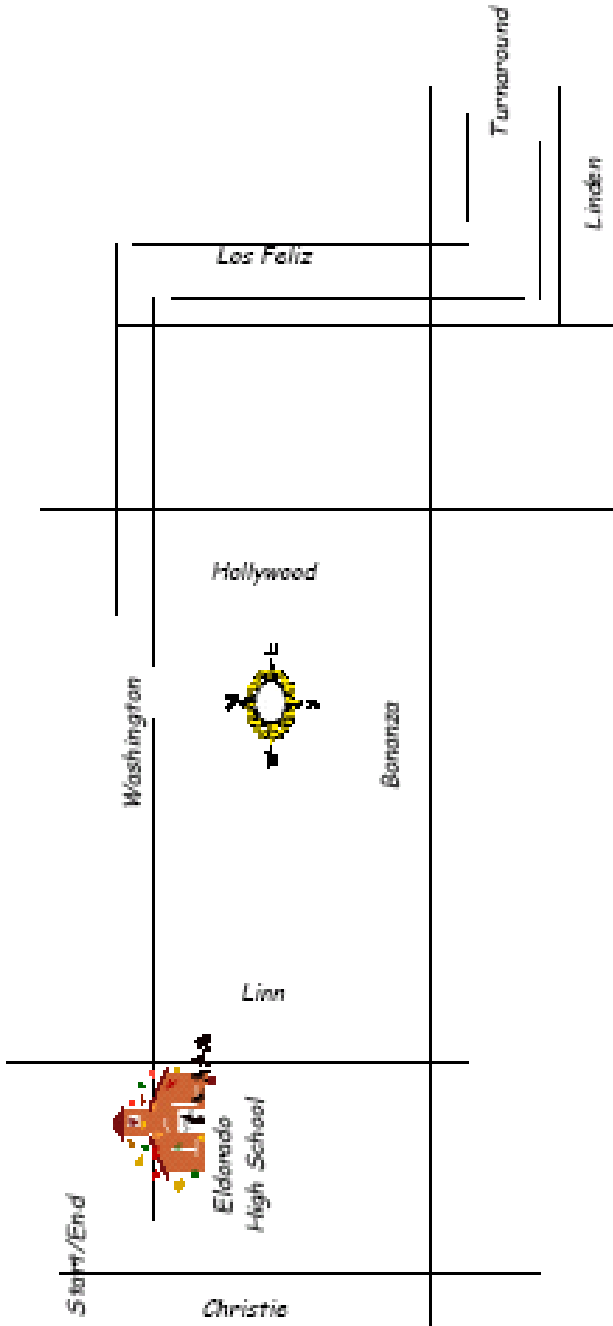 Turnaround
Linden
Los Feliz
Hollywood
Washington
Bonanza
Linn
Eldorado
High School
Start/End
Christie